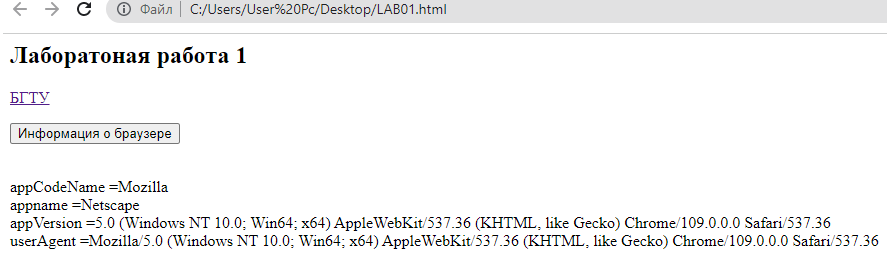 Файл C:/Users/User%20Pc/Desktop/LAB01.html
Лаборатоная работа 1
БГТУ
Информация о браузере
appCodeName =Mozilla
appname =Netscape
appVersion =5.0 (Windows NT 10.0; Win64; x64) AppleWebKit/537.36 (KHTML, like Gecko) Chrome/109.0.0.0 Safari/537.36
userAgent =Mozilla/5.0 (Windows NT 10.0; Win64; x64) AppleWebKit/537.36 (KHTML, like Gecko) Chrome/109.0.0.0 Safari/537.36